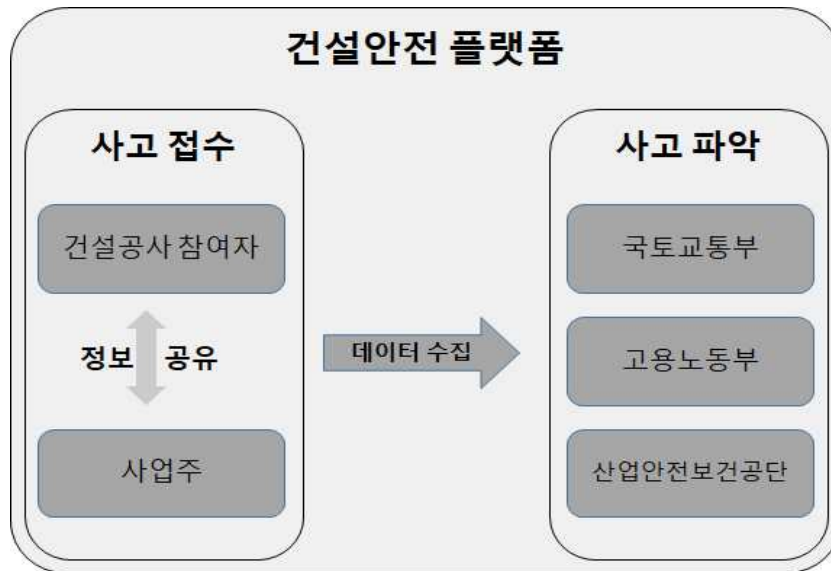 건설안전 플랫폼
사고 접수
건설공사 참여자
정보 공유
사업주
데이터 수집
사고 파악
국토교통부
고용노동부
산업안전보건공단